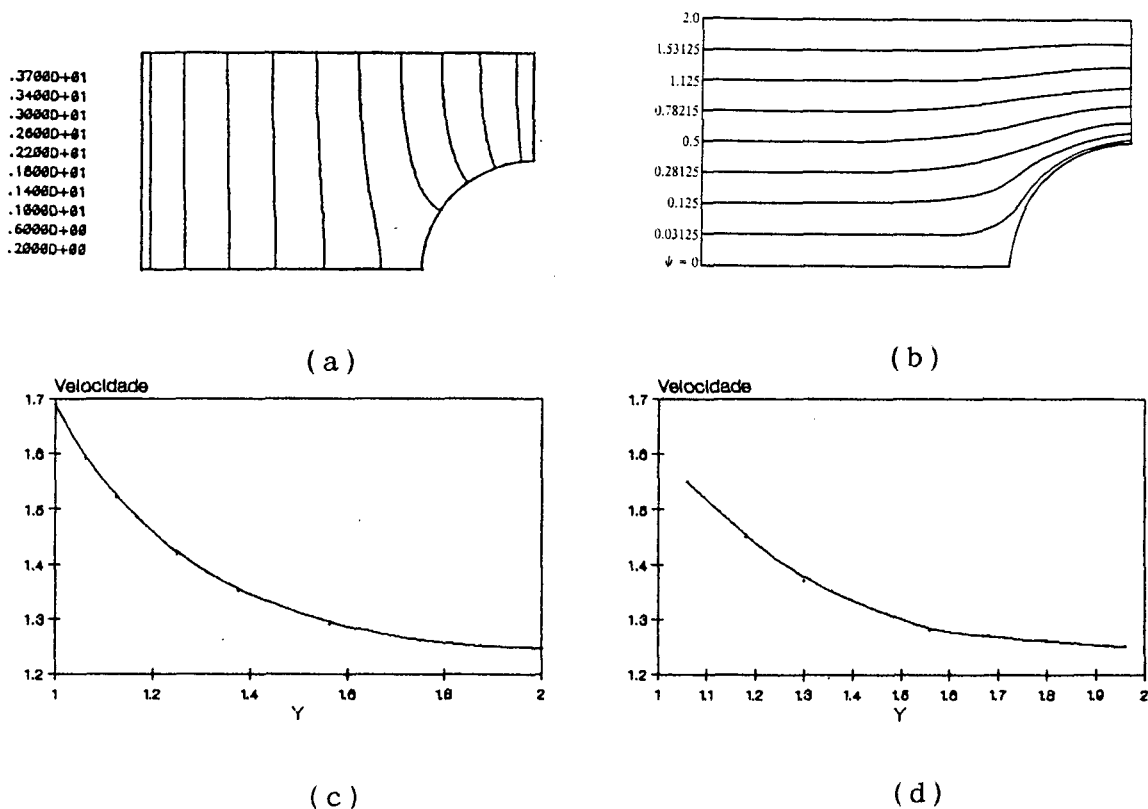 .3700D+01
.3400D+01
.3000D+01
.2600D+01
.2200D+01
.1800D+01
.1400D+01
.1000D+01
.6000D+00
.2000D+00
(a)
2.0
1.53125
1.125
0.78215
0.5
0.28125
0.125
0.03125
ψ = 0
(b)
Velocidade
1.7
1.6
1.5
1.4
1.3
1.2
1 1.2 1.4 1.6 1.8 2
Y
(c)
Velocidade
1.7
1.6
1.5
1.4
1.3
1.2
1 1.1 1.2 1.3 1.4 1.5 1.6 1.7 1.8 1.9 2
Y
(d)